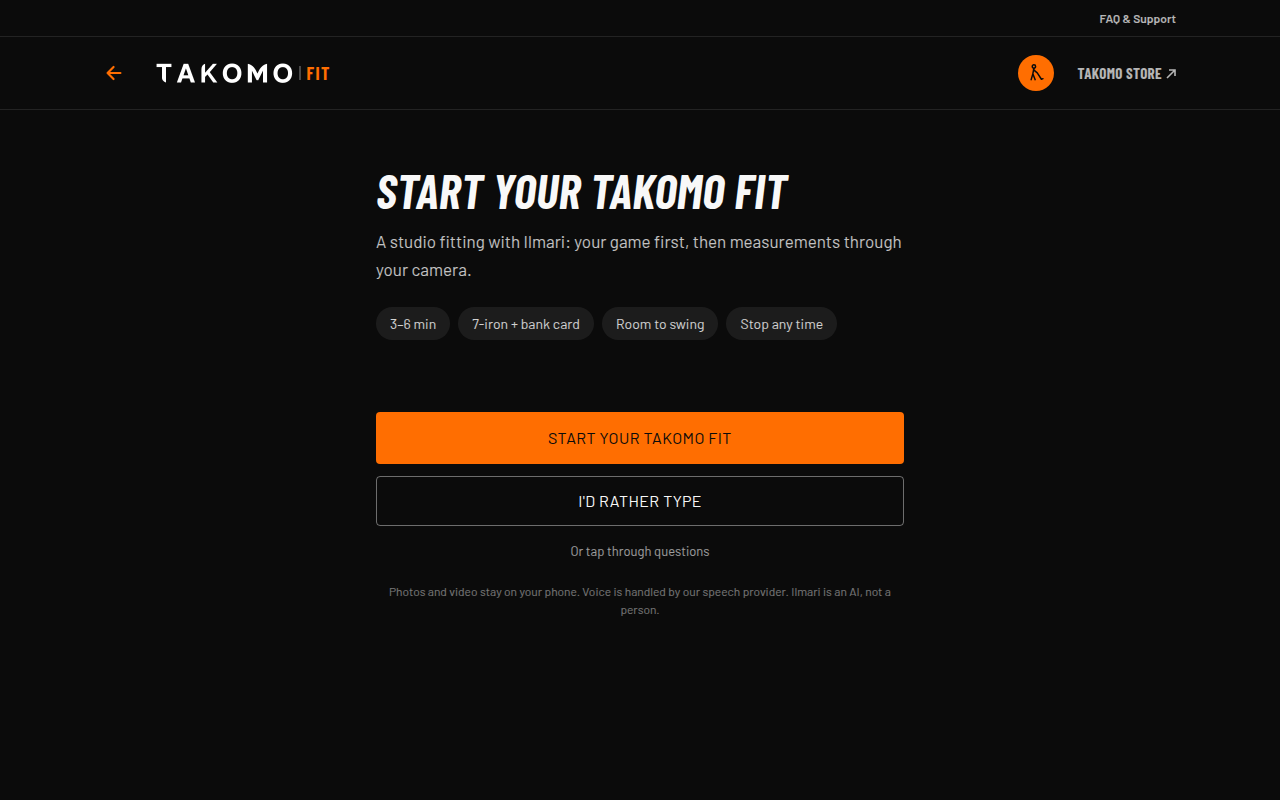 FAQ & Support
TAKOMO FIT
TAKOMO STORE
START YOUR TAKOMO FIT
A studio fitting with Ilmari: your game first, then measurements through
your camera.
3–6 min
7-iron + bank card
Room to swing
Stop any time
START YOUR TAKOMO FIT
I'D RATHER TYPE
Or tap through questions
Photos and video stay on your phone. Voice is handled by our speech provider. Ilmari is an AI, not a
person.